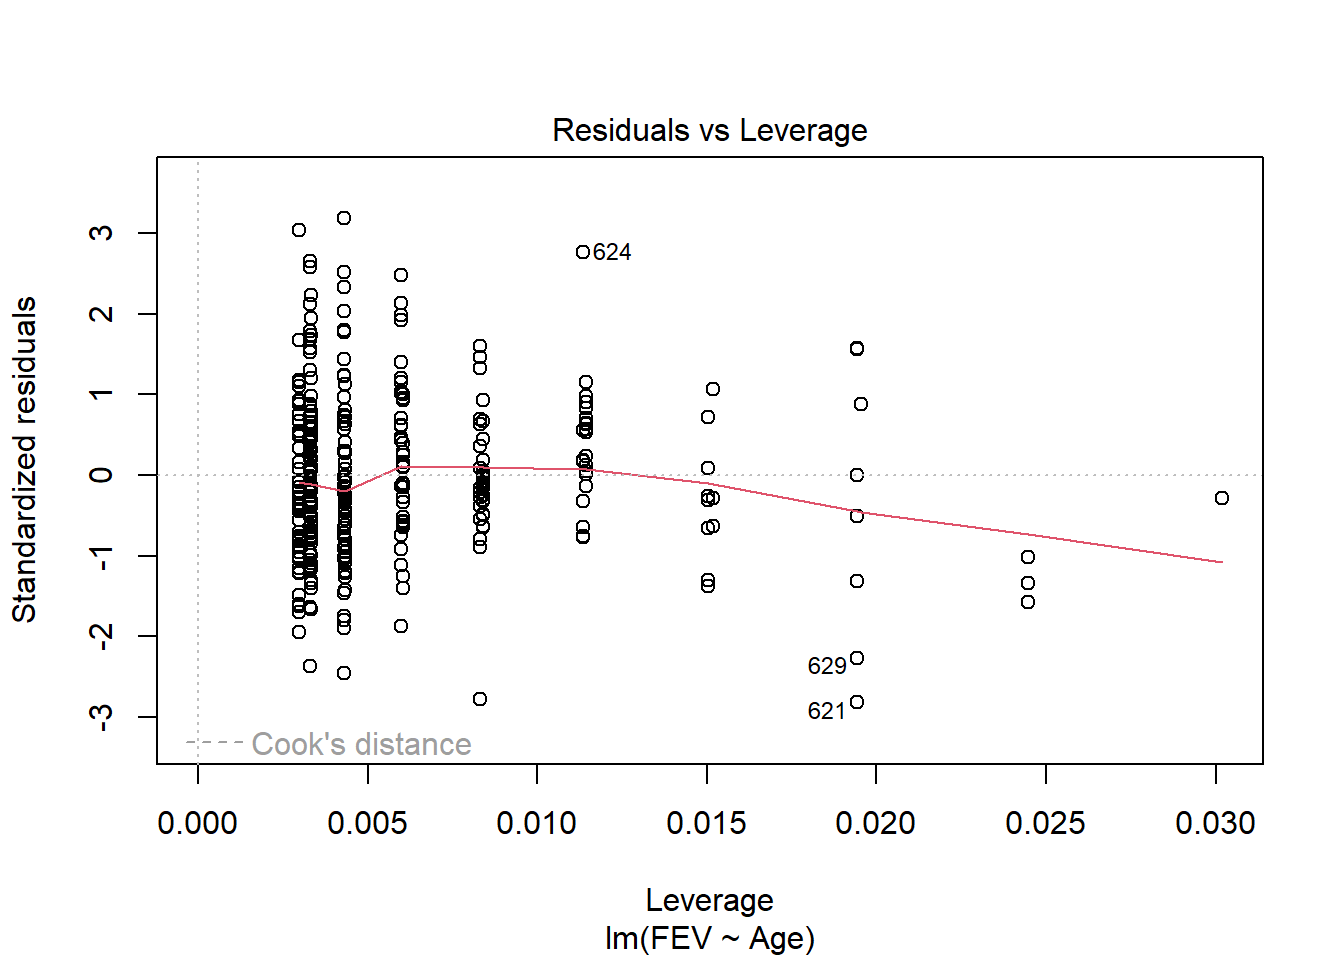 Residuals vs Leverage
Standardized residuals
3
2
1
0
-1
-2
-3
624
629
621
Cook's distance
0.000 0.005 0.010 0.015 0.020 0.025 0.030
Leverage
lm(FEV ~ Age)